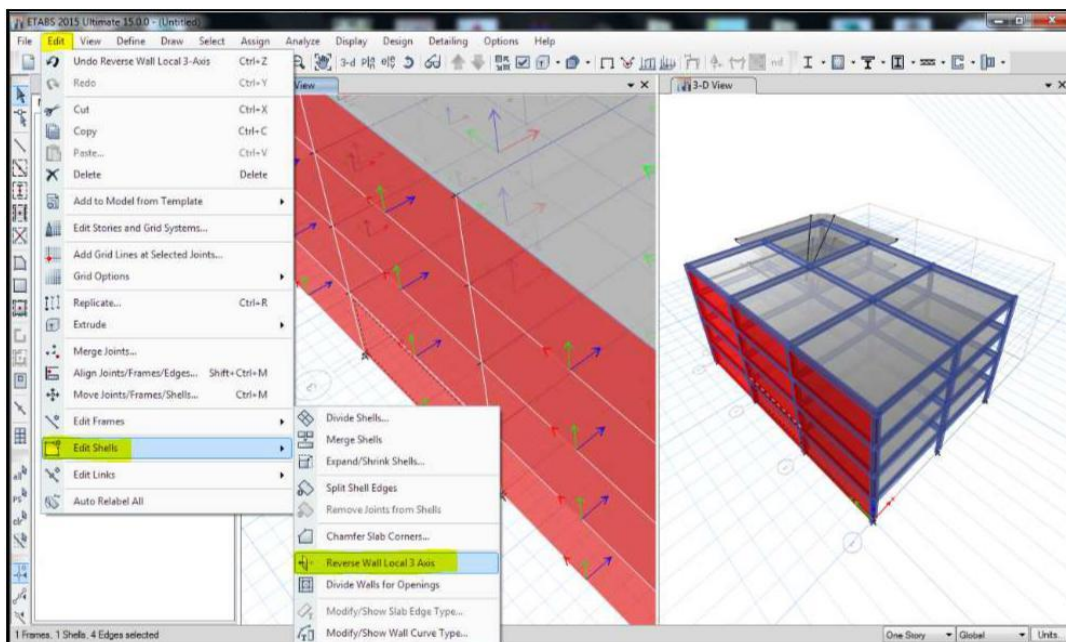 ETABS 2015 Ultimate 15.0.0 - (Untitled)
File Edit View Define Draw Select Assign Analyze Display Design Detailing Options Help
Undo Reverse Wall Local 3-Axis Ctrl+Z
Redo Ctrl+Y
Cut Ctrl+X
Copy Ctrl+C
Paste... Ctrl+V
Delete Delete
Add to Model from Template
Edit Stories and Grid Systems...
Add Grid Lines at Selected Joints...
Grid Options
Replicate... Ctrl+R
Extrude
Merge Joints...
Align Joints/Frames/Edges... Shift+Ctrl+M
Move Joints/Frames/Shells... Ctrl+M
Edit Frames
Edit Shells
Edit Links
Auto Relabel All
Divide Shells...
Merge Shells
Expand/Shrink Shells...
Split Shell Edges
Remove Joints from Shells
Chamfer Slab Corners...
Reverse Wall Local 3 Axis
Divide Walls for Openings
Modify/Show Slab Edge Type...
Modify/Show Wall Curve Type...
3-d
nd
View
3-D View
all
ps
clr
1 Frames, 1 Shells, 4 Edges selected
One Story Global Units...